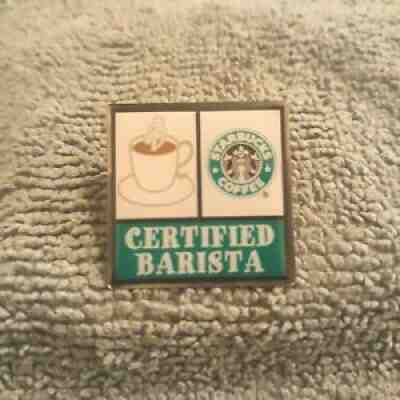 STARBUCKS
COFFEE
®
CERTIFIED
BARISTA